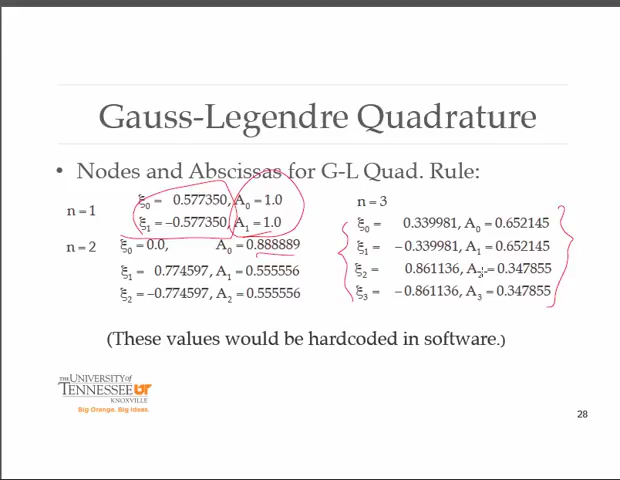 Gauss-Legendre Quadrature
• Nodes and Abscissas for G-L Quad. Rule:
n = 1
ξ₀ = 0.577350, A₀ = 1.0
ξ₁ = −0.577350, A₁ = 1.0
n = 2
ξ₀ = 0.0, A₀ = 0.888889
ξ₁ = 0.774597, A₁ = 0.555556
ξ₂ = −0.774597, A₂ = 0.555556
n = 3
ξ₀ = 0.339981, A₀ = 0.652145
ξ₁ = −0.339981, A₁ = 0.652145
ξ₂ = 0.861136, A₂ = 0.347855
ξ₃ = −0.861136, A₃ = 0.347855
(These values would be hardcoded in software.)
THE UNIVERSITY of
TENNESSEE UT
KNOXVILLE
Big Orange. Big Ideas.
28